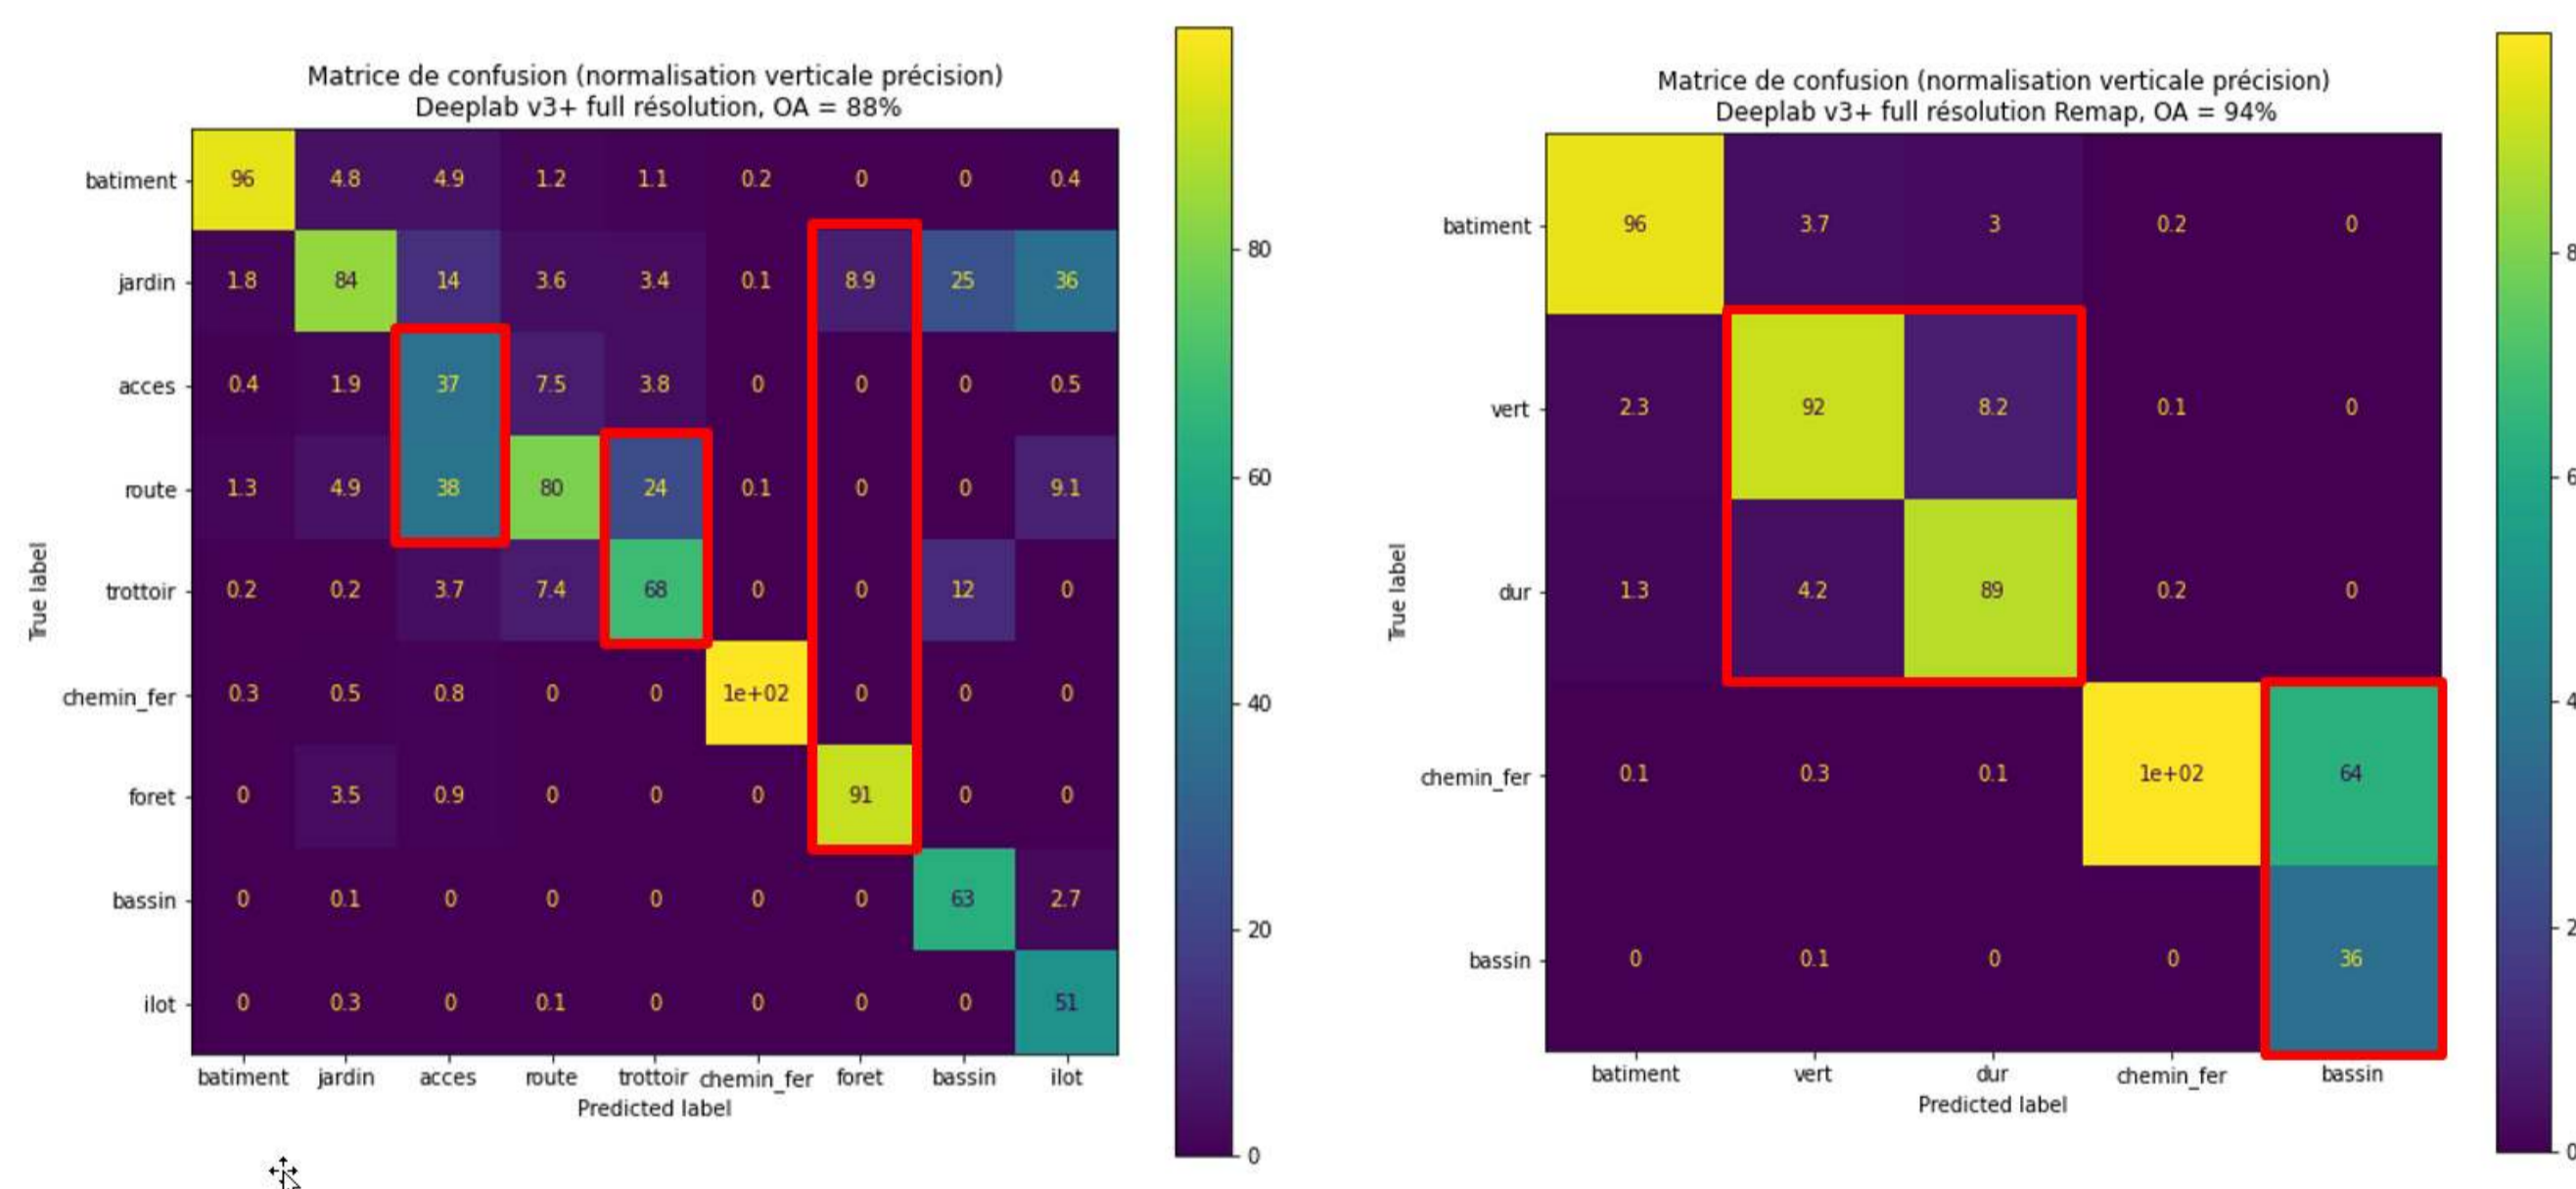 Matrice de confusion (normalisation verticale précision)
Deeplab v3+ full résolution, OA = 88%
batiment 96 4.8 4.9 1.2 1.1 0.2 0 0 0.4
jardin 1.8 84 14 3.6 3.4 0.1 8.9 25 36
acces 0.4 1.9 37 7.5 3.8 0 0 0 0.5
route 1.3 4.9 38 80 24 0.1 0 0 9.1
trottoir 0.2 0.2 3.7 7.4 68 0 0 12 0
chemin_fer 0.3 0.5 0.8 0 0 1e+02 0 0 0
foret 0 3.5 0.9 0 0 0 91 0 0
bassin 0 0.1 0 0 0 0 0 63 2.7
ilot 0 0.3 0 0.1 0 0 0 0 51
batiment jardin acces route trottoir chemin_fer foret bassin ilot
Predicted label
True label
80
60
40
20
0
Matrice de confusion (normalisation verticale précision)
Deeplab v3+ full résolution Remap, OA = 94%
batiment 96 3.7 3 0.2 0
vert 2.3 92 8.2 0.1 0
dur 1.3 4.2 89 0.2 0
chemin_fer 0.1 0.3 0.1 1e+02 64
bassin 0 0.1 0 0 36
batiment vert dur chemin_fer bassin
Predicted label
True label
8
6
4
2
0